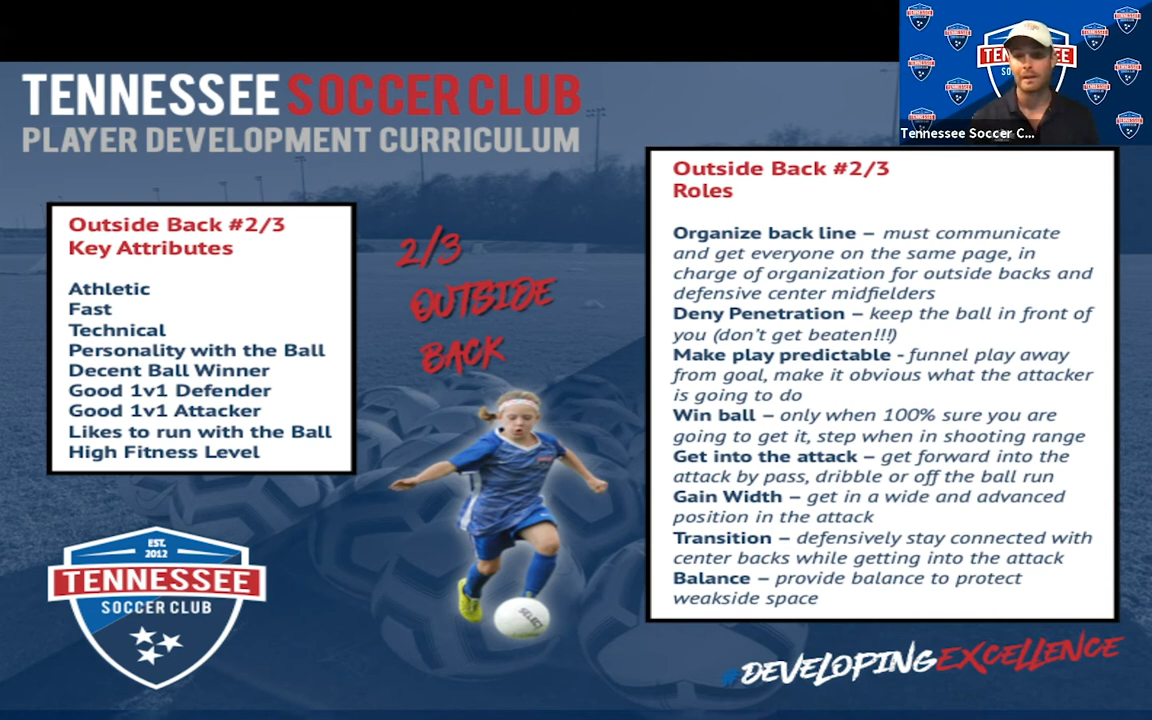 TENNESSEE SOCCER CLUB
PLAYER DEVELOPMENT CURRICULUM
TENNESSEE
Tennessee Soccer C...
Outside Back #2/3
Key Attributes
Athletic
Fast
Technical
Personality with the Ball
Decent Ball Winner
Good 1v1 Defender
Good 1v1 Attacker
Likes to run with the Ball
High Fitness Level
2/3
OUTSIDE
BACK
Outside Back #2/3
Roles
Organize back line – must communicate
and get everyone on the same page, in
charge of organization for outside backs and
defensive center midfielders
Deny Penetration – keep the ball in front of
you (don't get beaten!!!)
Make play predictable - funnel play away
from goal, make it obvious what the attacker
is going to do
Win ball – only when 100% sure you are
going to get it, step when in shooting range
Get into the attack – get forward into the
attack by pass, dribble or off the ball run
Gain Width – get in a wide and advanced
position in the attack
Transition – defensively stay connected with
center backs while getting into the attack
Balance – provide balance to protect
weakside space
EST.
2012
TENNESSEE
SOCCER CLUB
SELECT
#DEVELOPINGEXCELLENCE